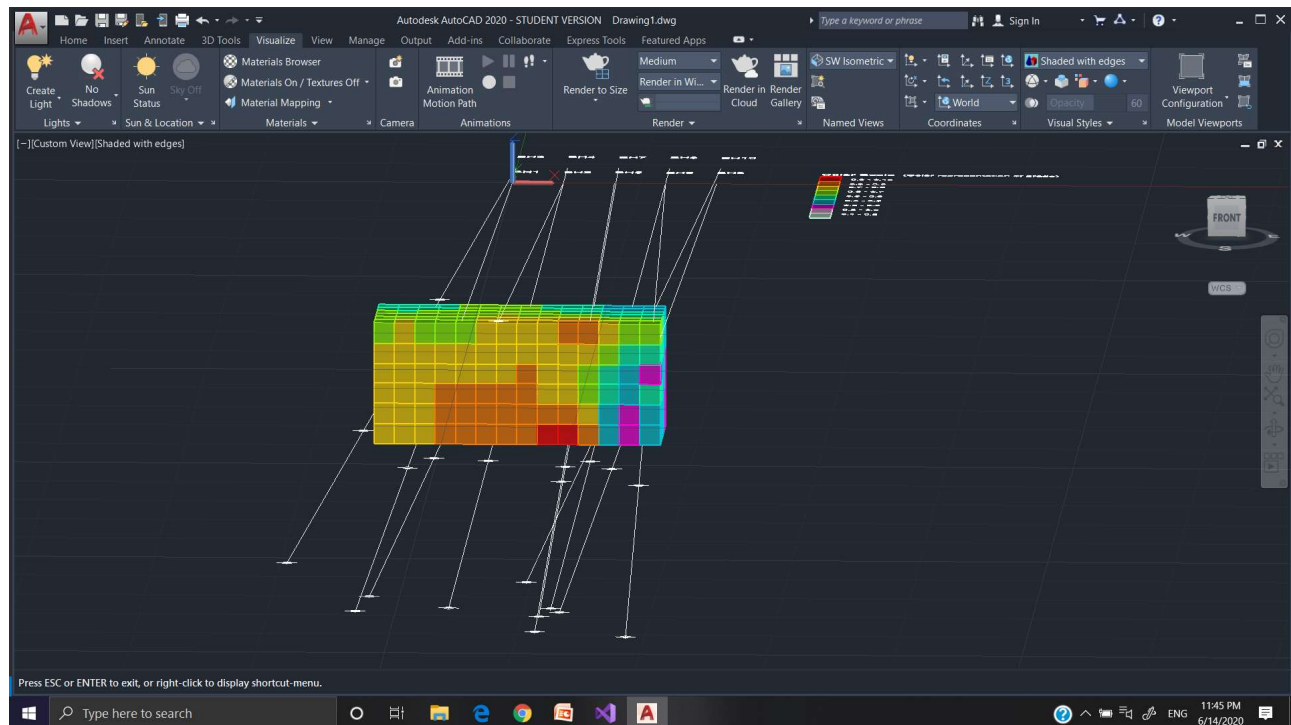 Autodesk AutoCAD 2020 - STUDENT VERSION Drawing1.dwg
Type a keyword or phrase
Sign In
Home Insert Annotate 3D Tools Visualize View Manage Output Add-ins Collaborate Express Tools Featured Apps
Create Light
No Shadows
Sun Status
Sky Off
Materials Browser
Materials On / Textures Off
Material Mapping
Animation Motion Path
Render to Size
Medium
Render in Wi...
Render in Cloud
Render Gallery
SW Isometric
World
Shaded with edges
Opacity 60
Viewport Configuration
Lights Sun & Location Materials Camera Animations Render Named Views Coordinates Visual Styles Model Viewports
[−][Custom View][Shaded with edges]
FRONT
W
S
E
WCS
Press ESC or ENTER to exit, or right-click to display shortcut-menu.
Type here to search
ENG
11:45 PM
6/14/2020